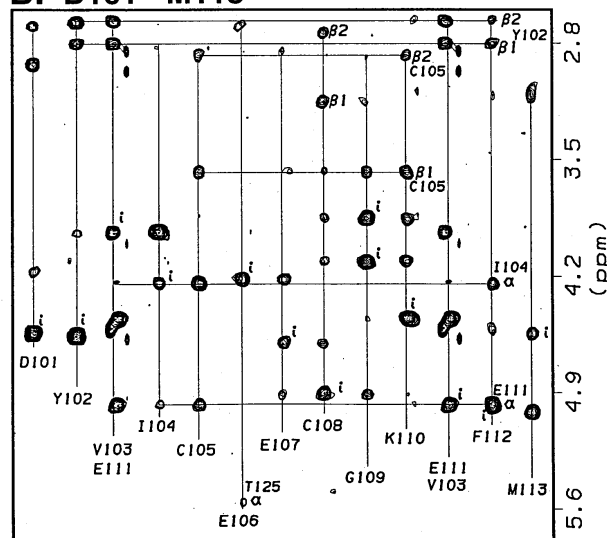 B. D101 - M113
β2
Y102
β1
β2
β2
C105
β1
β1
C105
2.8
3.5
4.2
4.9
5.6
(ppm)
i
i
i
i
i
i
i
i
i
i
i
i
i
I104
α
E111
α
D101
Y102
V103
E111
I104
C105
T125
α
E106
E107
C108
G109
K110
E111
V103
F112
M113